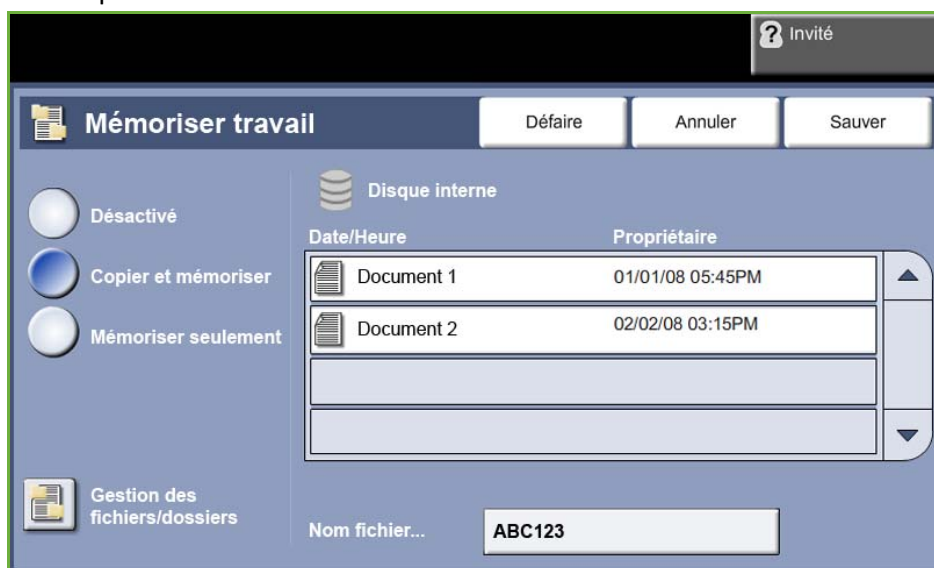 Invité
Mémoriser travail
Défaire
Annuler
Sauver
Désactivé
Copier et mémoriser
Mémoriser seulement
Disque interne
Date/Heure Propriétaire
Document 1 01/01/08 05:45PM
Document 2 02/02/08 03:15PM
Gestion des
fichiers/dossiers
Nom fichier... ABC123